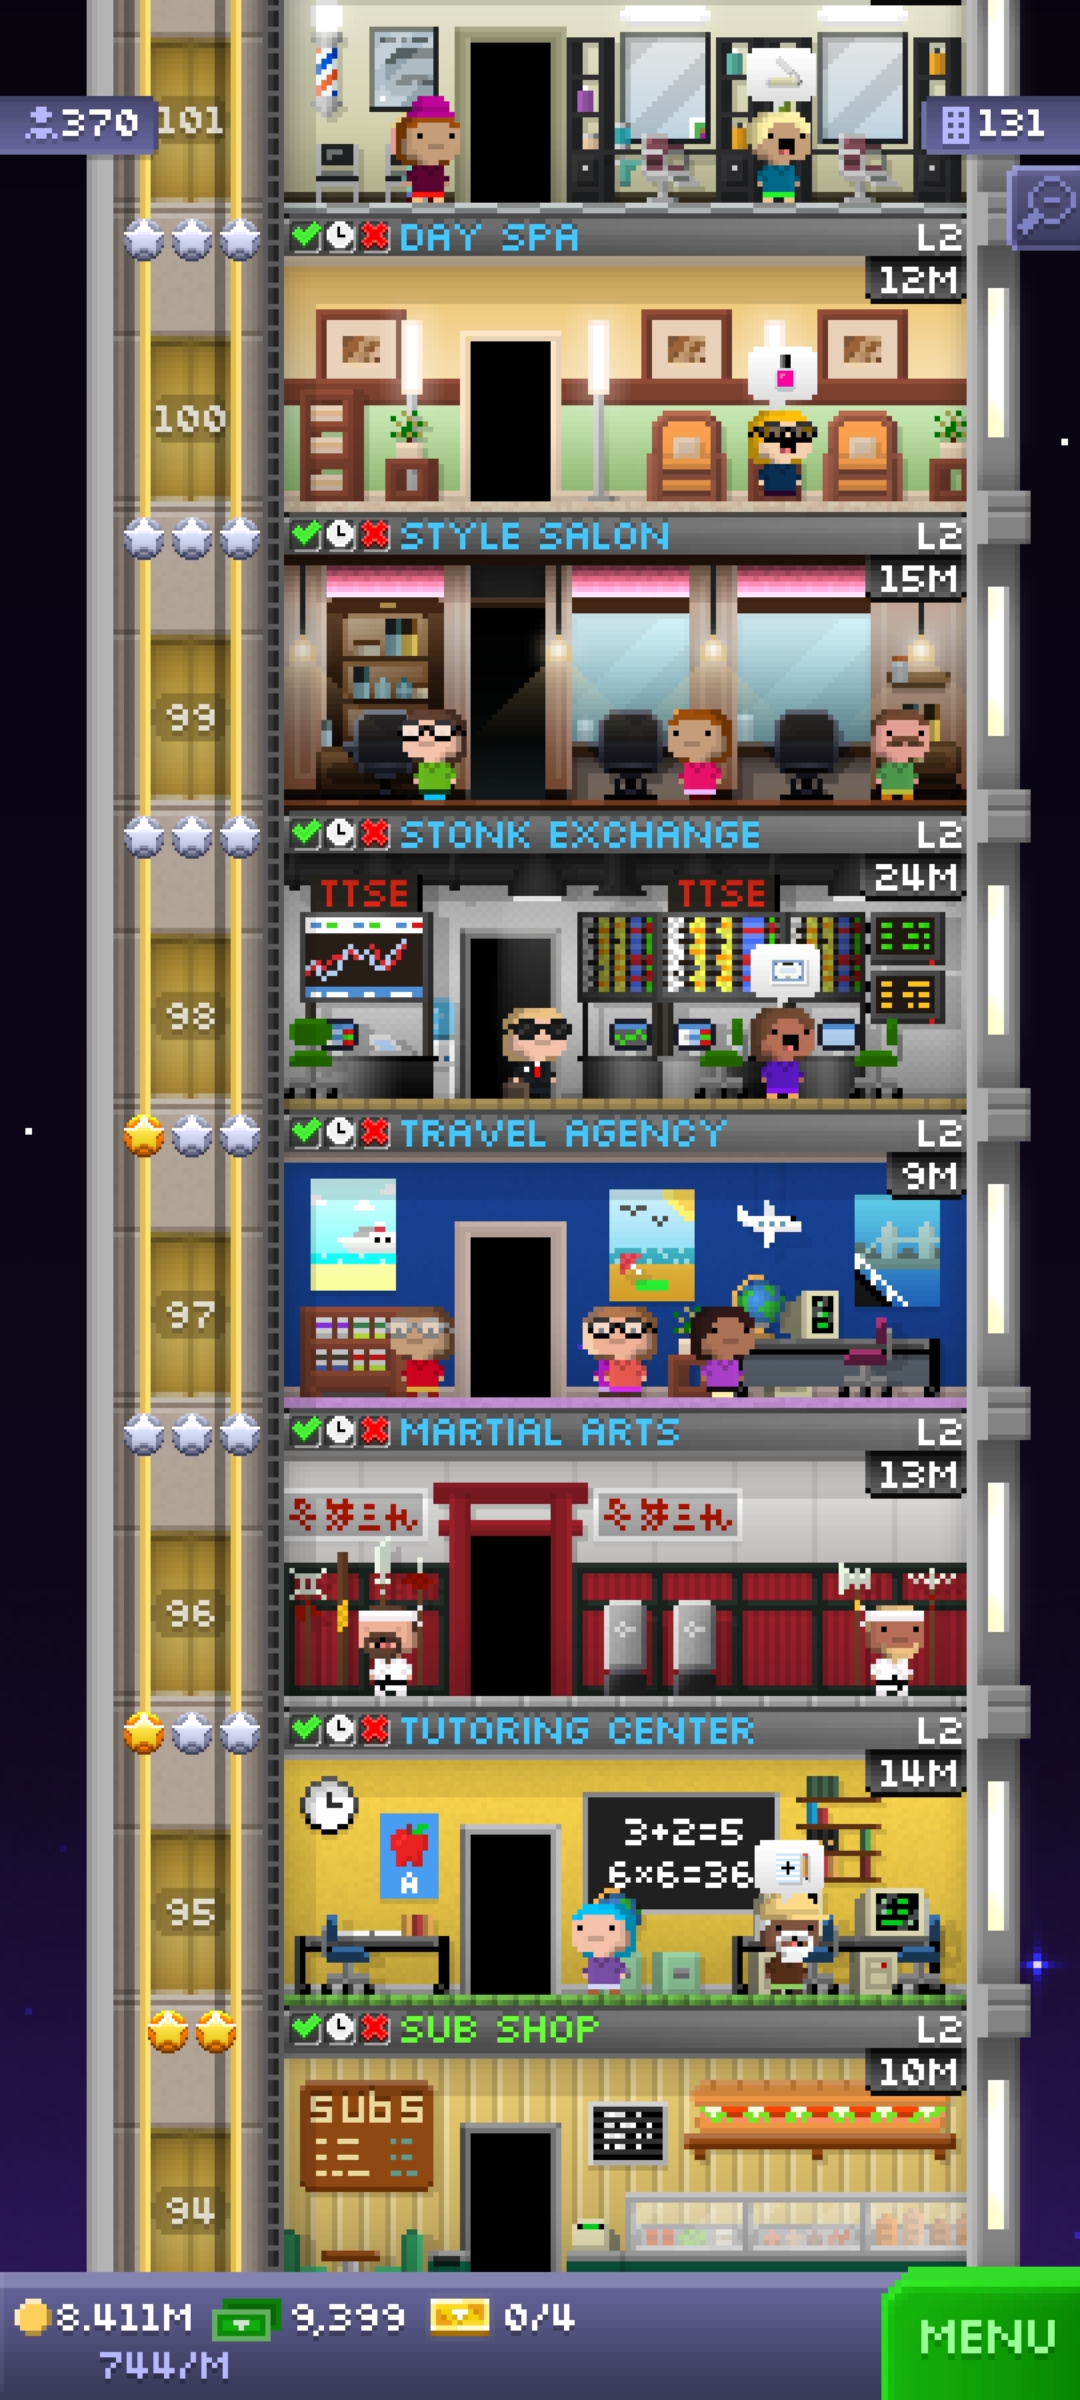 370
101
131
DAY SPA L2
12M
100
STYLE SALON L2
15M
99
STONK EXCHANGE L2
24M
TTSE TTSE
98
TRAVEL AGENCY L2
9M
97
MARTIAL ARTS L2
13M
96
TUTORING CENTER L2
14M
3+2=5
6×6=36
A
95
SUB SHOP L2
10M
SUBS
94
8.411M 9,399 0/4
744/M
MENU